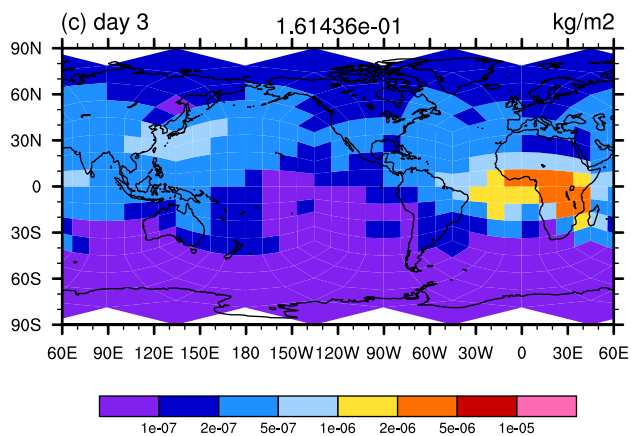 (c) day 3 1.61436e-01 kg/m2
90N
60N
30N
0
30S
60S
90S
60E 90E 120E 150E 180 150W 120W 90W 60W 30W 0 30E 60E
1e-07 2e-07 5e-07 1e-06 2e-06 5e-06 1e-05